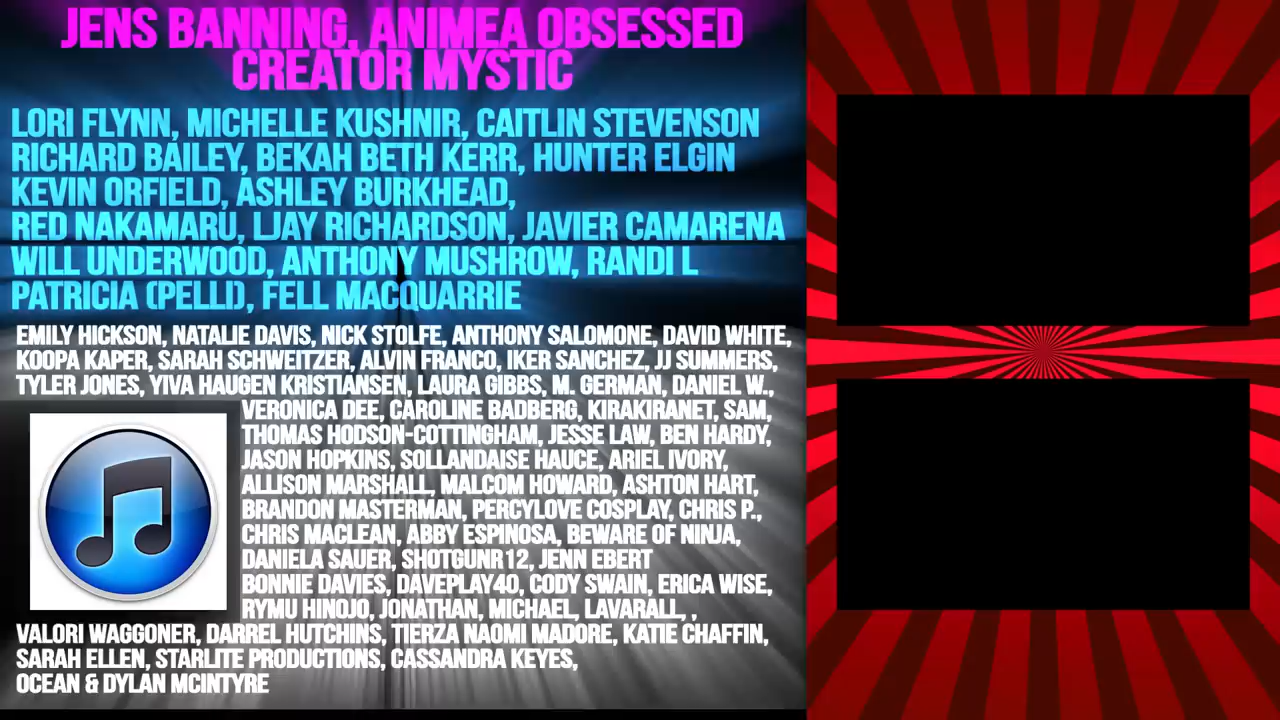 JENS BANNING, ANIMEA OBSESSED
CREATOR MYSTIC
LORI FLYNN, MICHELLE KUSHNIR, CAITLIN STEVENSON
RICHARD BAILEY, BEKAH BETH KERR, HUNTER ELGIN
KEVIN ORFIELD, ASHLEY BURKHEAD,
RED NAKAMARU, LJAY RICHARDSON, JAVIER CAMARENA
WILL UNDERWOOD, ANTHONY MUSHROW, RANDI L
PATRICIA (PELLI), FELL MACQUARRIE
EMILY HICKSON, NATALIE DAVIS, NICK STOLFE, ANTHONY SALOMONE, DAVID WHITE,
KOOPA KAPER, SARAH SCHWEITZER, ALVIN FRANCO, IKER SANCHEZ, JJ SUMMERS,
TYLER JONES, YIVA HAUGEN KRISTIANSEN, LAURA GIBBS, M. GERMAN, DANIEL W.,
VERONICA DEE, CAROLINE BADBERG, KIRAKIRANET, SAM,
THOMAS HODSON-COTTINGHAM, JESSE LAW, BEN HARDY,
JASON HOPKINS, SOLLANDAISE HAUCE, ARIEL IVORY,
ALLISON MARSHALL, MALCOM HOWARD, ASHTON HART,
BRANDON MASTERMAN, PERCYLOVE COSPLAY, CHRIS P.,
CHRIS MACLEAN, ABBY ESPINOSA, BEWARE OF NINJA,
DANIELA SAUER, SHOTGUNR12, JENN EBERT
BONNIE DAVIES, DAVEPLAY40, CODY SWAIN, ERICA WISE,
RYMU HINOJO, JONATHAN, MICHAEL, LAVARALL, ,
VALORI WAGGONER, DARREL HUTCHINS, TIERZA NAOMI MADORE, KATIE CHAFFIN,
SARAH ELLEN, STARLITE PRODUCTIONS, CASSANDRA KEYES,
OCEAN & DYLAN MCINTYRE